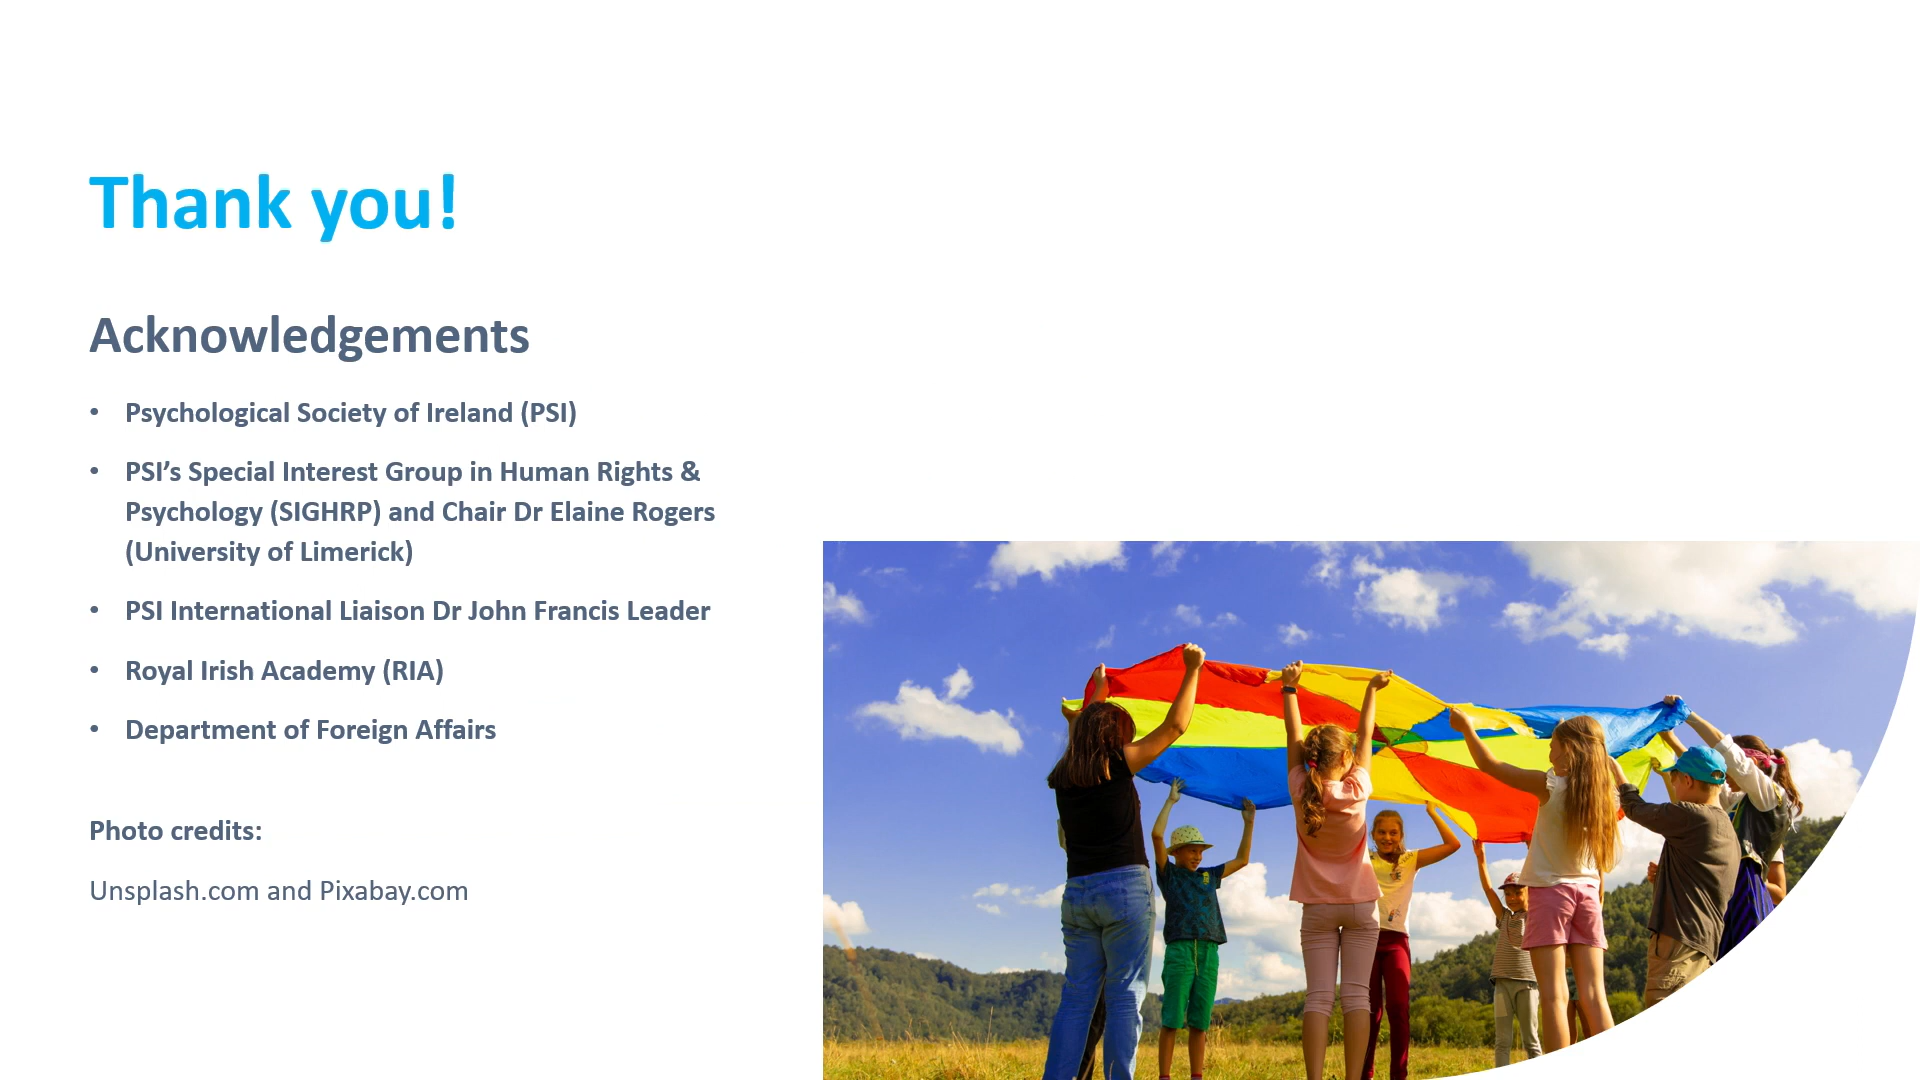 Thank you!
Acknowledgements
• Psychological Society of Ireland (PSI)
• PSI’s Special Interest Group in Human Rights &
Psychology (SIGHRP) and Chair Dr Elaine Rogers
(University of Limerick)
• PSI International Liaison Dr John Francis Leader
• Royal Irish Academy (RIA)
• Department of Foreign Affairs
Photo credits:
Unsplash.com and Pixabay.com